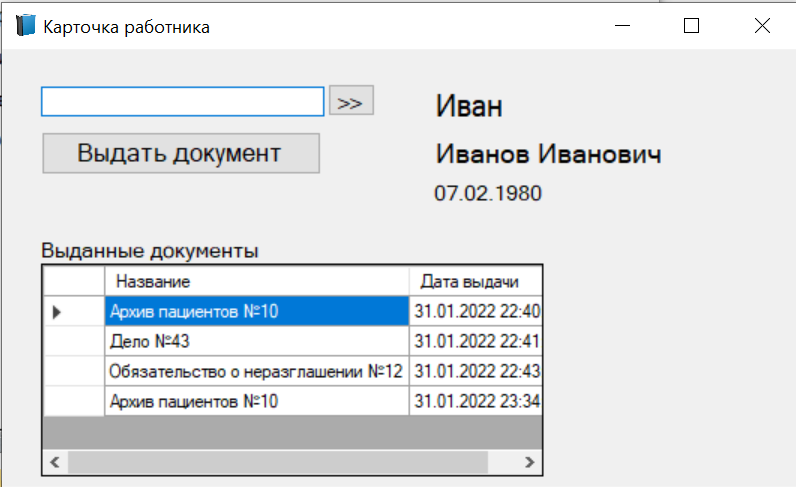 Карточка работника
>>
Иван
Выдать документ
Иванов Иванович
07.02.1980
Выданные документы
Название Дата выдачи
Архив пациентов №10 31.01.2022 22:40
Дело №43 31.01.2022 22:41
Обязательство о неразглашении №12 31.01.2022 22:43
Архив пациентов №10 31.01.2022 23:34